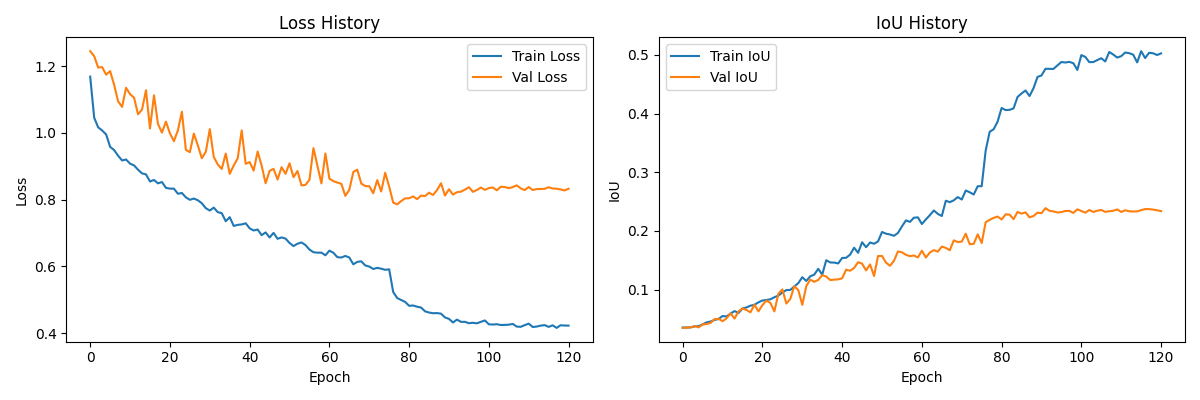 Loss History
Train Loss
Val Loss
1.2
1.0
0.8
0.6
0.4
Loss
0 20 40 60 80 100 120
Epoch
IoU History
Train IoU
Val IoU
0.5
0.4
0.3
0.2
0.1
IoU
0 20 40 60 80 100 120
Epoch